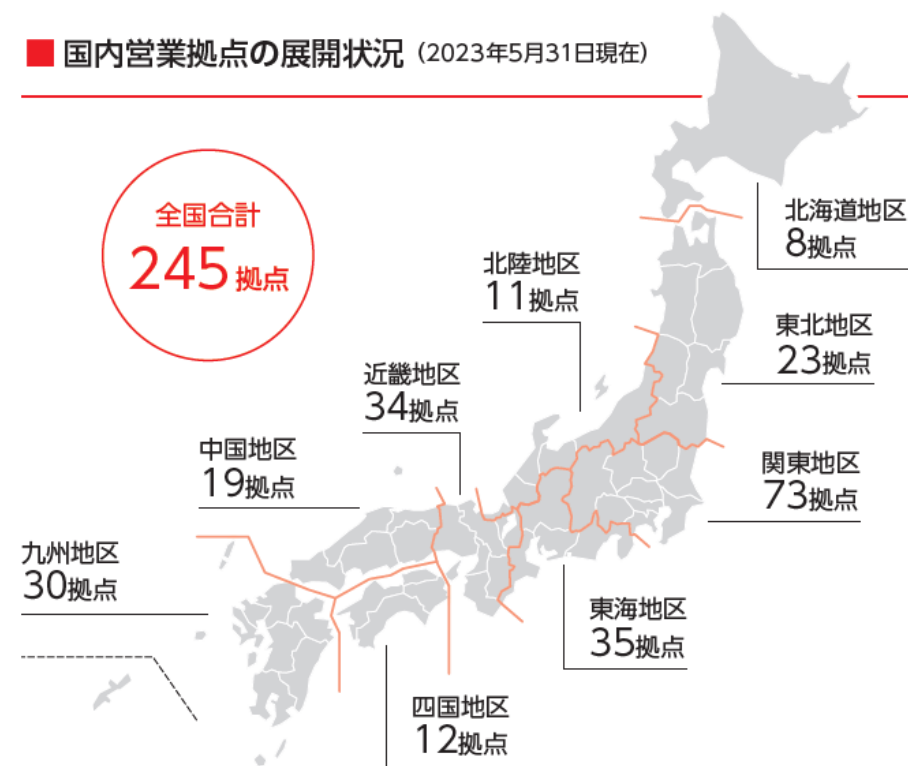 国内営業拠点の展開状況（2023年5月31日現在）
全国合計
245拠点
北海道地区
8拠点
北陸地区
11拠点
東北地区
23拠点
近畿地区
34拠点
中国地区
19拠点
関東地区
73拠点
九州地区
30拠点
東海地区
35拠点
四国地区
12拠点